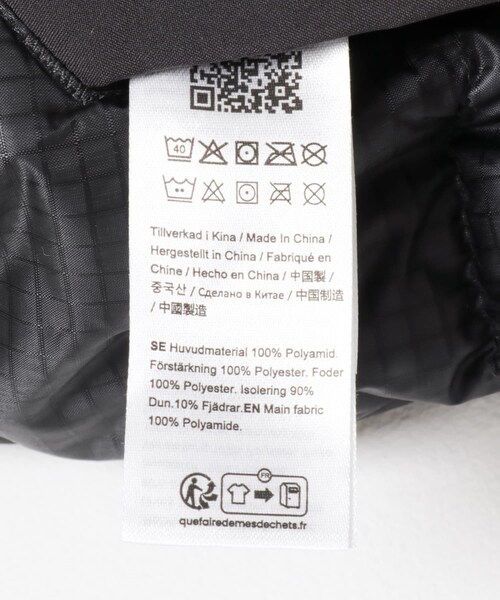 40
Tillverkad i Kina / Made In China /
Hergestellt in China / Fabriqué en
Chine / Hecho en China / 中国製 /
중국산 / Сделано в Китае / 中国制造
/ 中國製造
SE Huvudmaterial 100% Polyamid.
Förstärkning 100% Polyester. Foder
100% Polyester. Isolering 90%
Dun.10% Fjädrar.EN Main fabric
100% Polyamide.
FR
quefairedemesdechets.fr